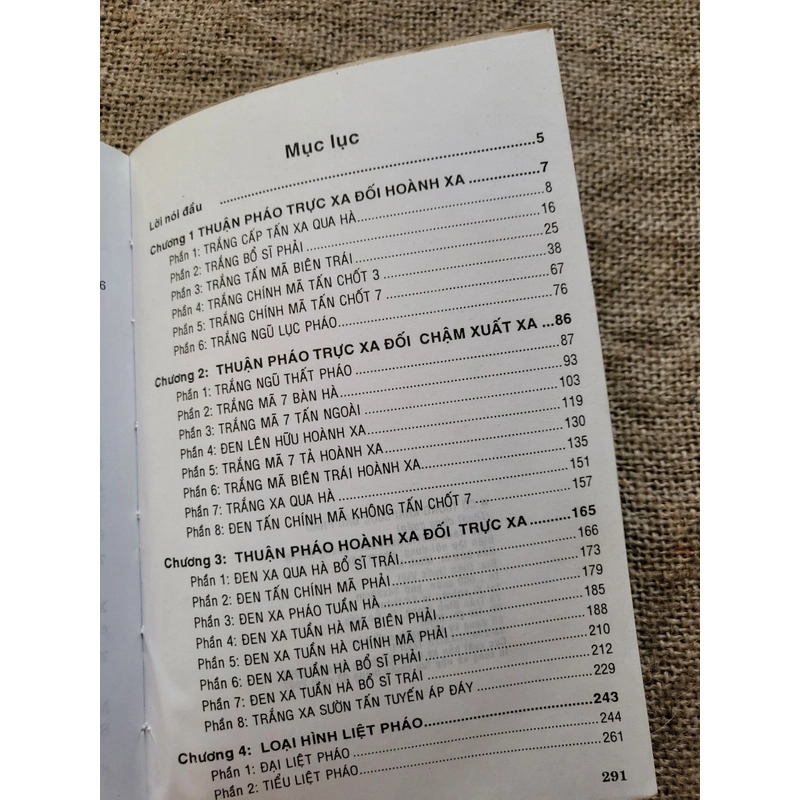 Mục lục
Lời nói đầu ........ 5
Chương 1 THUẬN PHÁO TRỰC XA ĐỐI HOÀNH XA ........ 7
Phần 1: TRẮNG CẤP TẤN XA QUA HÀ ........ 8
Phần 2: TRẮNG BỔ SĨ PHẢI ........ 16
Phần 3: TRẮNG TẤN MÃ BIÊN TRÁI ........ 25
Phần 4: TRẮNG CHÍNH MÃ TẤN CHỐT 3 ........ 38
Phần 5: TRẮNG CHÍNH MÃ TẤN CHỐT 7 ........ 67
Phần 6: TRẮNG NGŨ LỤC PHÁO ........ 76
Chương 2: THUẬN PHÁO TRỰC XA ĐỐI CHẬM XUẤT XA ...86
Phần 1: TRẮNG NGŨ THẤT PHÁO ........ 87
Phần 2: TRẮNG MÃ 7 BÀN HÀ ........ 93
Phần 3: TRẮNG MÃ 7 TẤN NGOÀI ........ 103
Phần 4: ĐEN LÊN HỮU HOÀNH XA ........ 119
Phần 5: TRẮNG MÃ 7 TẢ HOÀNH XA ........ 130
Phần 6: TRẮNG MÃ BIÊN TRÁI HOÀNH XA ........ 135
Phần 7: TRẮNG XA QUA HÀ ........ 151
Phần 8: ĐEN TẤN CHÍNH MÃ KHÔNG TẤN CHỐT 7 ........ 157
Chương 3: THUẬN PHÁO HOÀNH XA ĐỐI TRỰC XA ........ 165
Phần 1: ĐEN XA QUA HÀ BỔ SĨ TRÁI ........ 166
Phần 2: ĐEN TẤN CHÍNH MÃ PHẢI ........ 173
Phần 3: ĐEN XA PHÁO TUẦN HÀ ........ 179
Phần 4: ĐEN XA TUẦN HÀ MÃ BIÊN PHẢI ........ 185
Phần 5: ĐEN XA TUẦN HÀ CHÍNH MÃ PHẢI ........ 188
Phần 6: ĐEN XA TUẦN HÀ BỔ SĨ PHẢI ........ 210
Phần 7: ĐEN XA TUẦN HÀ BỔ SĨ TRÁI ........ 212
Phần 8: TRẮNG XA SƯỜN TẤN TUYẾN ÁP ĐÁY ........ 229
Chương 4: LOẠI HÌNH LIỆT PHÁO ........ 243
Phần 1: ĐẠI LIỆT PHÁO ........ 244
Phần 2: TIỂU LIỆT PHÁO ........ 261
291